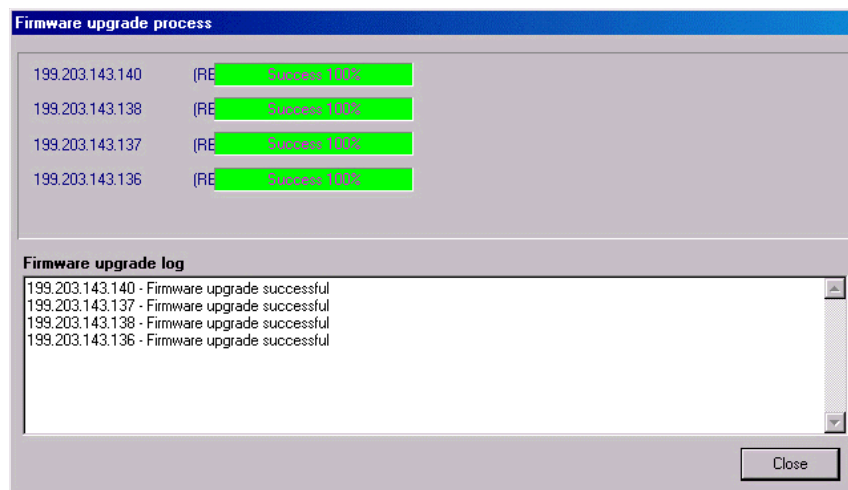 Firmware upgrade process
199.203.143.140 (RE Success 100%
199.203.143.138 (RE Success 100%
199.203.143.137 (RE Success 100%
199.203.143.136 (RE Success 100%
Firmware upgrade log
199.203.143.140 - Firmware upgrade successful
199.203.143.137 - Firmware upgrade successful
199.203.143.138 - Firmware upgrade successful
199.203.143.136 - Firmware upgrade successful
Close